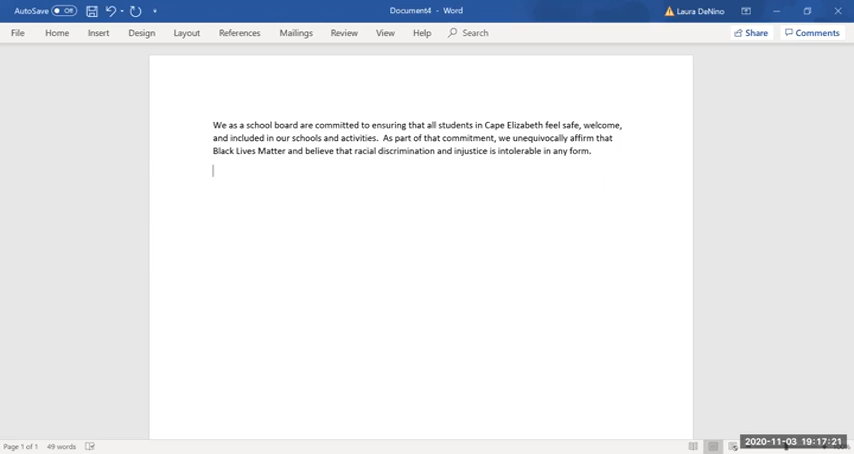 AutoSave Off Document4 - Word Laura DeNino
File Home Insert Design Layout References Mailings Review View Help Search Share Comments
We as a school board are committed to ensuring that all students in Cape Elizabeth feel safe, welcome,
and included in our schools and activities.  As part of that commitment, we unequivocally affirm that
Black Lives Matter and believe that racial discrimination and injustice is intolerable in any form.
Page 1 of 1 49 words
2020-11-03 19:17:21